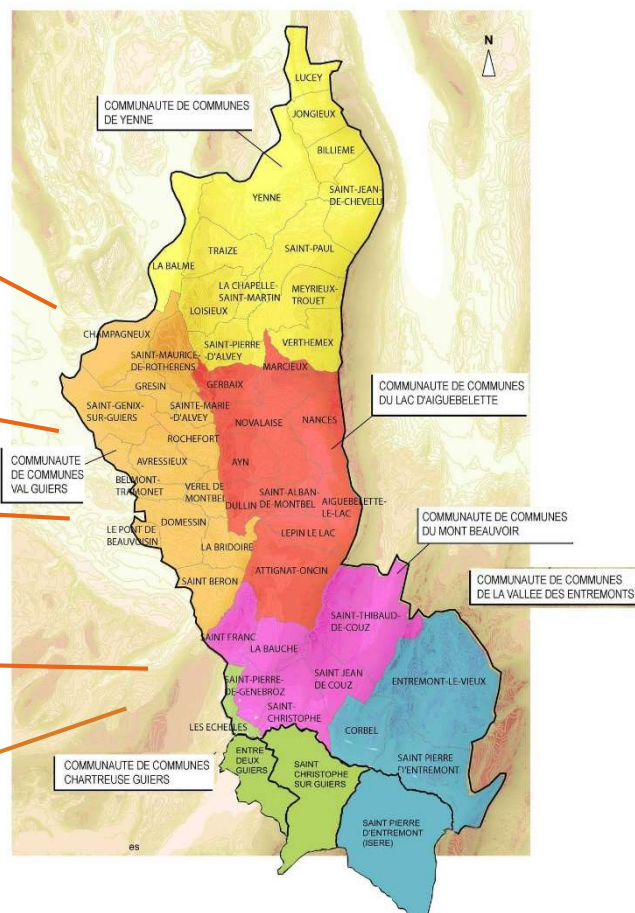 N
LUCEY
COMMUNAUTE DE COMMUNES
DE YENNE
JONGIEUX
BILLIEME
SAINT-JEAN-
DE-CHEVELU
YENNE
TRAIZE
SAINT-PAUL
LA BALME
LA CHAPELLE-
SAINT-MARTIN
MEYRIEUX-
TROUET
LOISIEUX
CHAMPAGNEUX
SAINT-PIERRE
-D'ALVEY
VERTHEMEX
SAINT-MAURICE-
DE-ROTHERENS
MARCIEUX
GERBAIX
GRESIN
COMMUNAUTE DE COMMUNES
DU LAC D'AIGUEBELETTE
SAINT-GENIX-
SUR-GUIERS
SAINTE-MARIE
-D'ALVEY
NOVALAISE
NANCES
ROCHEFORT
COMMUNAUTE
DE COMMUNES
VAL GUIERS
AVRESSIEUX
AYN
BELMONT-
TRAMONET
VEREL DE
MONTBEL
DULLIN
SAINT-ALBAN-
DE-MONTBEL
AIGUEBELETTE-
LE-LAC
COMMUNAUTE DE COMMUNES
DU MONT BEAUVOIR
LE PONT DE
BEAUVOISIN
DOMESSIN
LEPIN LE LAC
LA BRIDOIRE
ATTIGNAT-ONCIN
SAINT BERON
COMMUNAUTE DE COMMUNES
DE LA VALLEE DES ENTREMONTS
SAINT-THIBAUD-
DE-COUZ
SAINT FRANC
LA BAUCHE
SAINT JEAN
DE COUZ
ENTREMONT-LE-VIEUX
SAINT-PIERRE-
DE-GENEBROZ
SAINT-
CHRISTOPHE
LES ECHELLES
CORBEL
COMMUNAUTE DE COMMUNES
CHARTREUSE GUIERS
ENTRE
DEUX
GUIERS
SAINT
CHRISTOPHE
SUR GUIERS
SAINT PIERRE
D'ENTREMONT
SAINT PIERRE
D'ENTREMONT
(ISERE)
es